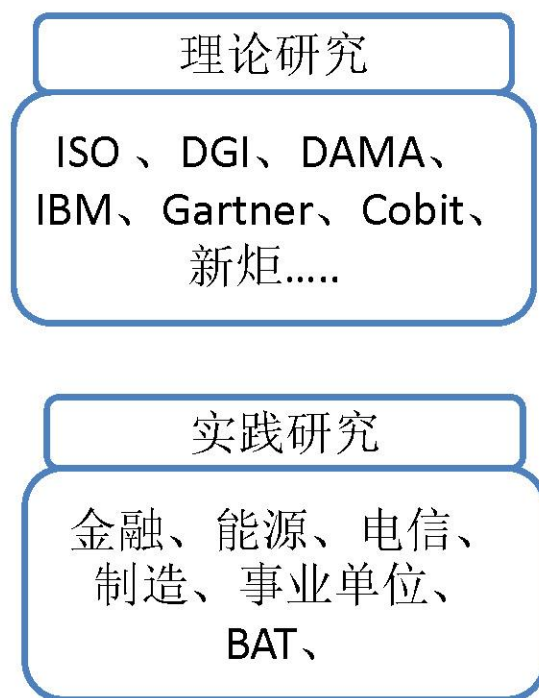 理论研究
ISO 、DGI、DAMA、
IBM、Gartner、Cobit、
新炬.....
实践研究
金融、能源、电信、
制造、事业单位、
BAT、